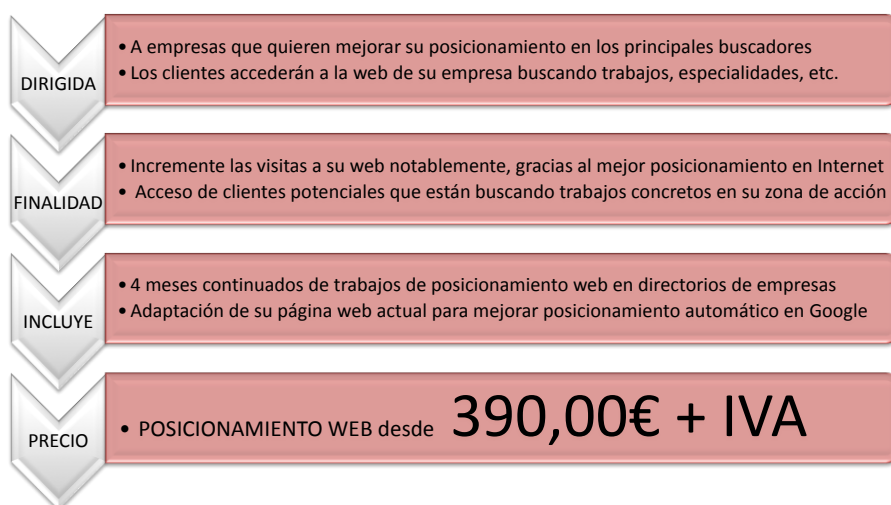 DIRIGIDA
• A empresas que quieren mejorar su posicionamiento en los principales buscadores
• Los clientes accederán a la web de su empresa buscando trabajos, especialidades, etc.
FINALIDAD
• Incremente las visitas a su web notablemente, gracias al mejor posicionamiento en Internet
• Acceso de clientes potenciales que están buscando trabajos concretos en su zona de acción
INCLUYE
• 4 meses continuados de trabajos de posicionamiento web en directorios de empresas
• Adaptación de su página web actual para mejorar posicionamiento automático en Google
PRECIO
• POSICIONAMIENTO WEB desde 390,00€ + IVA